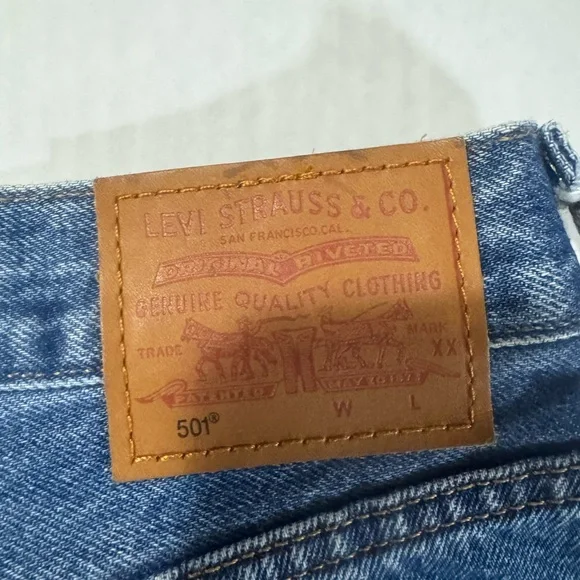 LEVI STRAUSS & CO.
SAN FRANCISCO.CAL.
ORIGINAL RIVETED
GENUINE QUALITY CLOTHING
TRADE MARK
XX
PATENTED MAY 20 1873
W L
501®